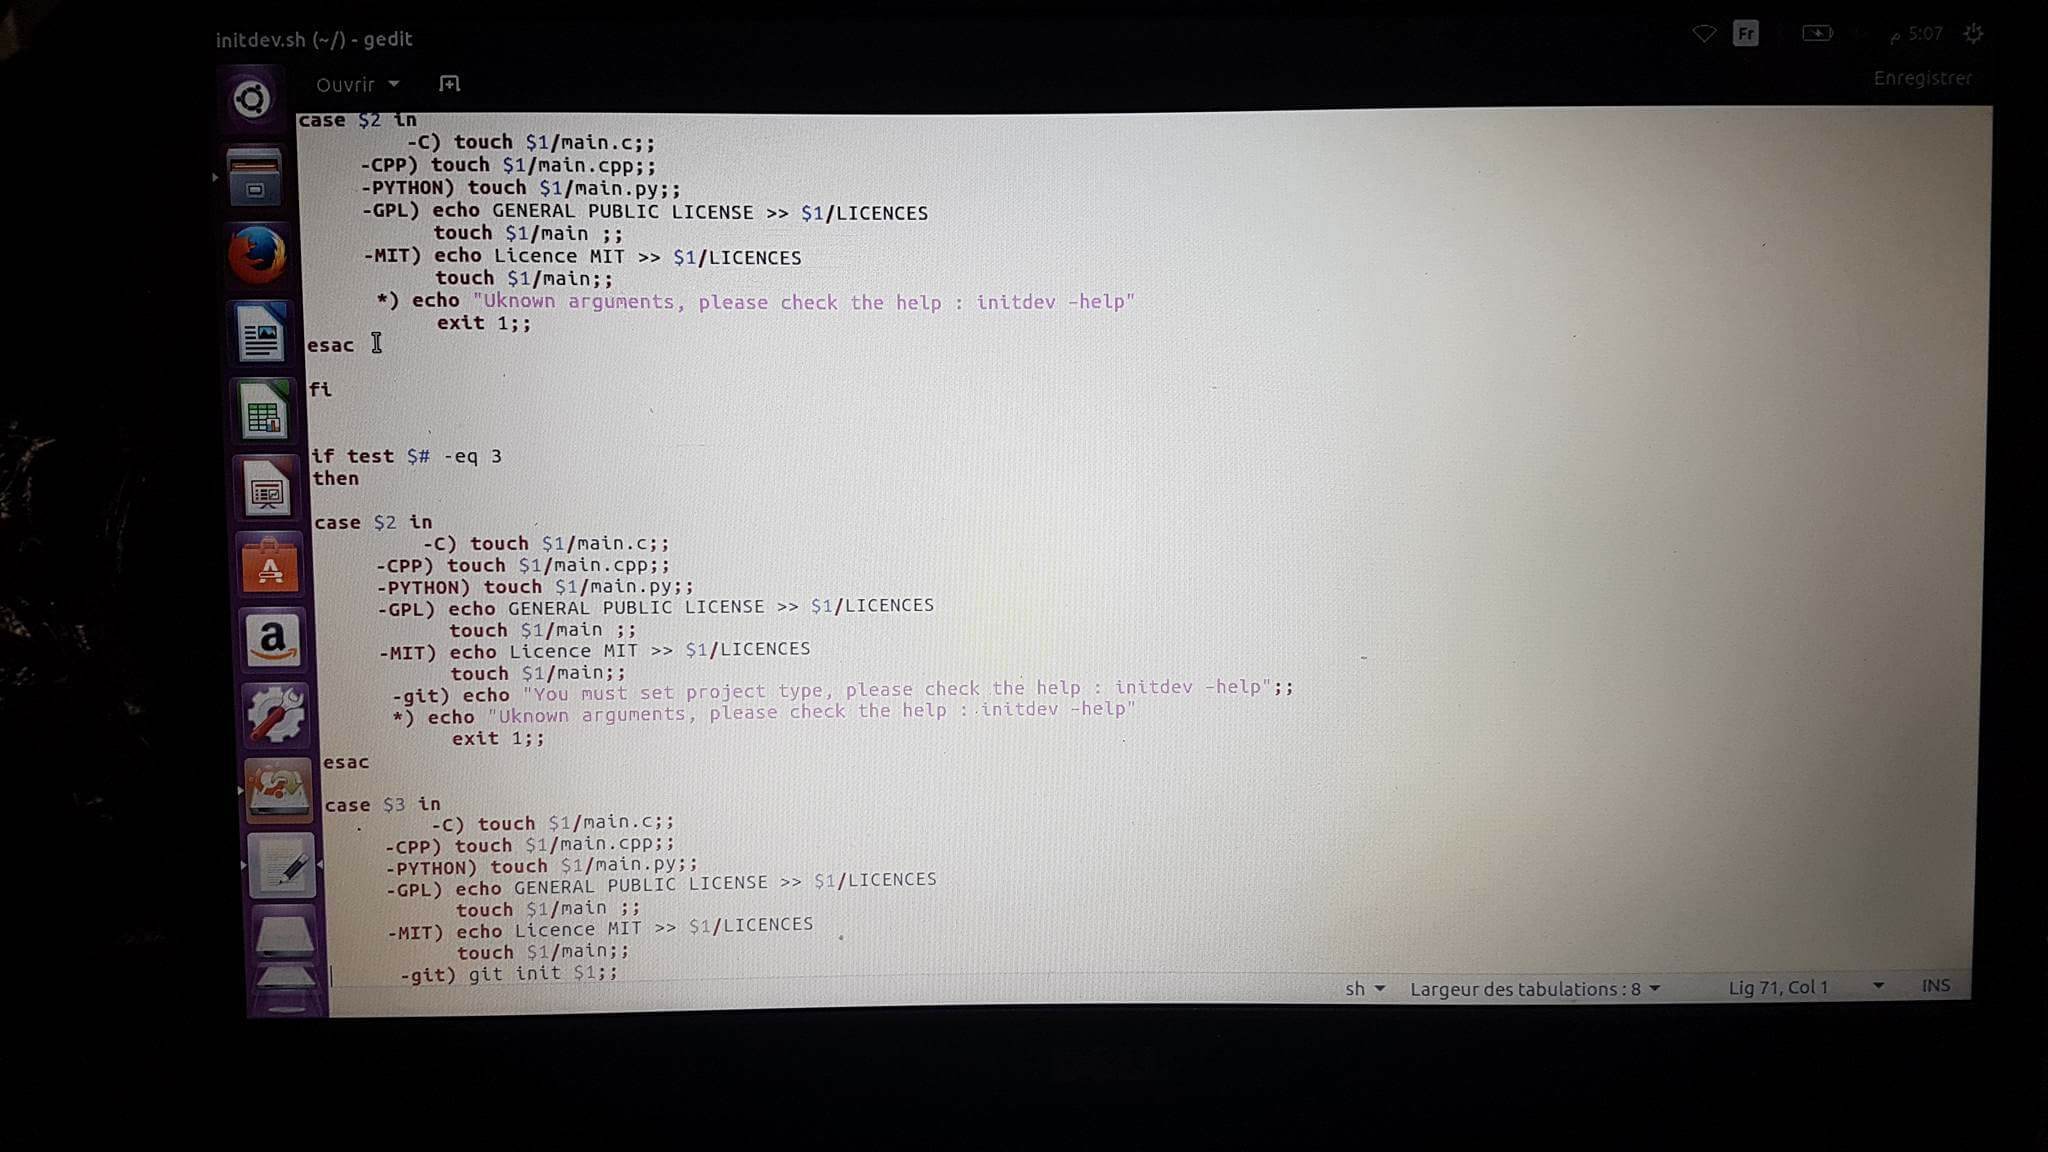 initdev.sh (~/) - gedit
Fr
م 5:07
Ouvrir
Enregistrer
case $2 in
-C) touch $1/main.c;;
-CPP) touch $1/main.cpp;;
-PYTHON) touch $1/main.py;;
-GPL) echo GENERAL PUBLIC LICENSE >> $1/LICENCES
touch $1/main ;;
-MIT) echo Licence MIT >> $1/LICENCES
touch $1/main;;
*) echo "Uknown arguments, please check the help : initdev -help"
exit 1;;
esac
fi
if test $# -eq 3
then
case $2 in
-C) touch $1/main.c;;
-CPP) touch $1/main.cpp;;
-PYTHON) touch $1/main.py;;
-GPL) echo GENERAL PUBLIC LICENSE >> $1/LICENCES
touch $1/main ;;
-MIT) echo Licence MIT >> $1/LICENCES
touch $1/main;;
-git) echo "You must set project type, please check the help : initdev -help";;
*) echo "Uknown arguments, please check the help : initdev -help"
exit 1;;
esac
case $3 in
-C) touch $1/main.c;;
-CPP) touch $1/main.cpp;;
-PYTHON) touch $1/main.py;;
-GPL) echo GENERAL PUBLIC LICENSE >> $1/LICENCES
touch $1/main ;;
-MIT) echo Licence MIT >> $1/LICENCES
touch $1/main;;
-git) git init $1;;
sh
Largeur des tabulations : 8
Lig 71, Col 1
INS